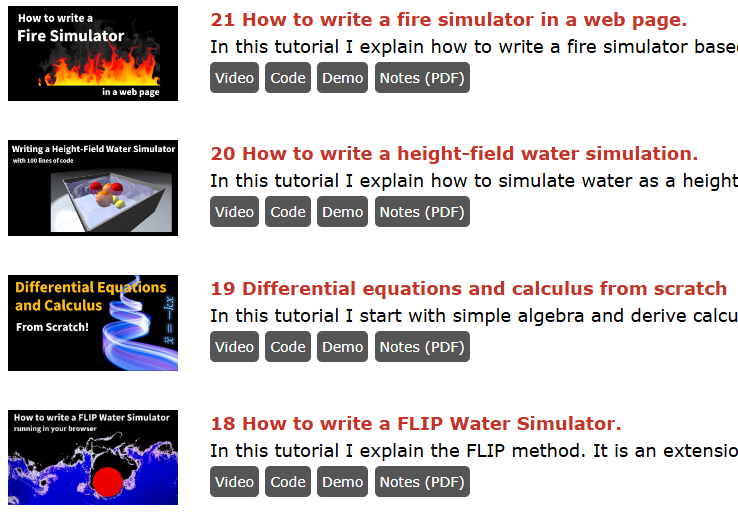 How to write a
Fire Simulator
in a web page
21 How to write a fire simulator in a web page.
In this tutorial I explain how to write a fire simulator base
Video Code Demo Notes (PDF)
Writing a Height-Field Water Simulator
with 100 lines of code
20 How to write a height-field water simulation.
In this tutorial I explain how to simulate water as a height
Video Code Demo Notes (PDF)
Differential Equations
and Calculus
From Scratch!
ẍ = -kx
19 Differential equations and calculus from scratch
In this tutorial I start with simple algebra and derive calcu
Video Code Demo Notes (PDF)
How to write a FLIP Water Simulator
running in your browser
18 How to write a FLIP Water Simulator.
In this tutorial I explain the FLIP method. It is an extensio
Video Code Demo Notes (PDF)